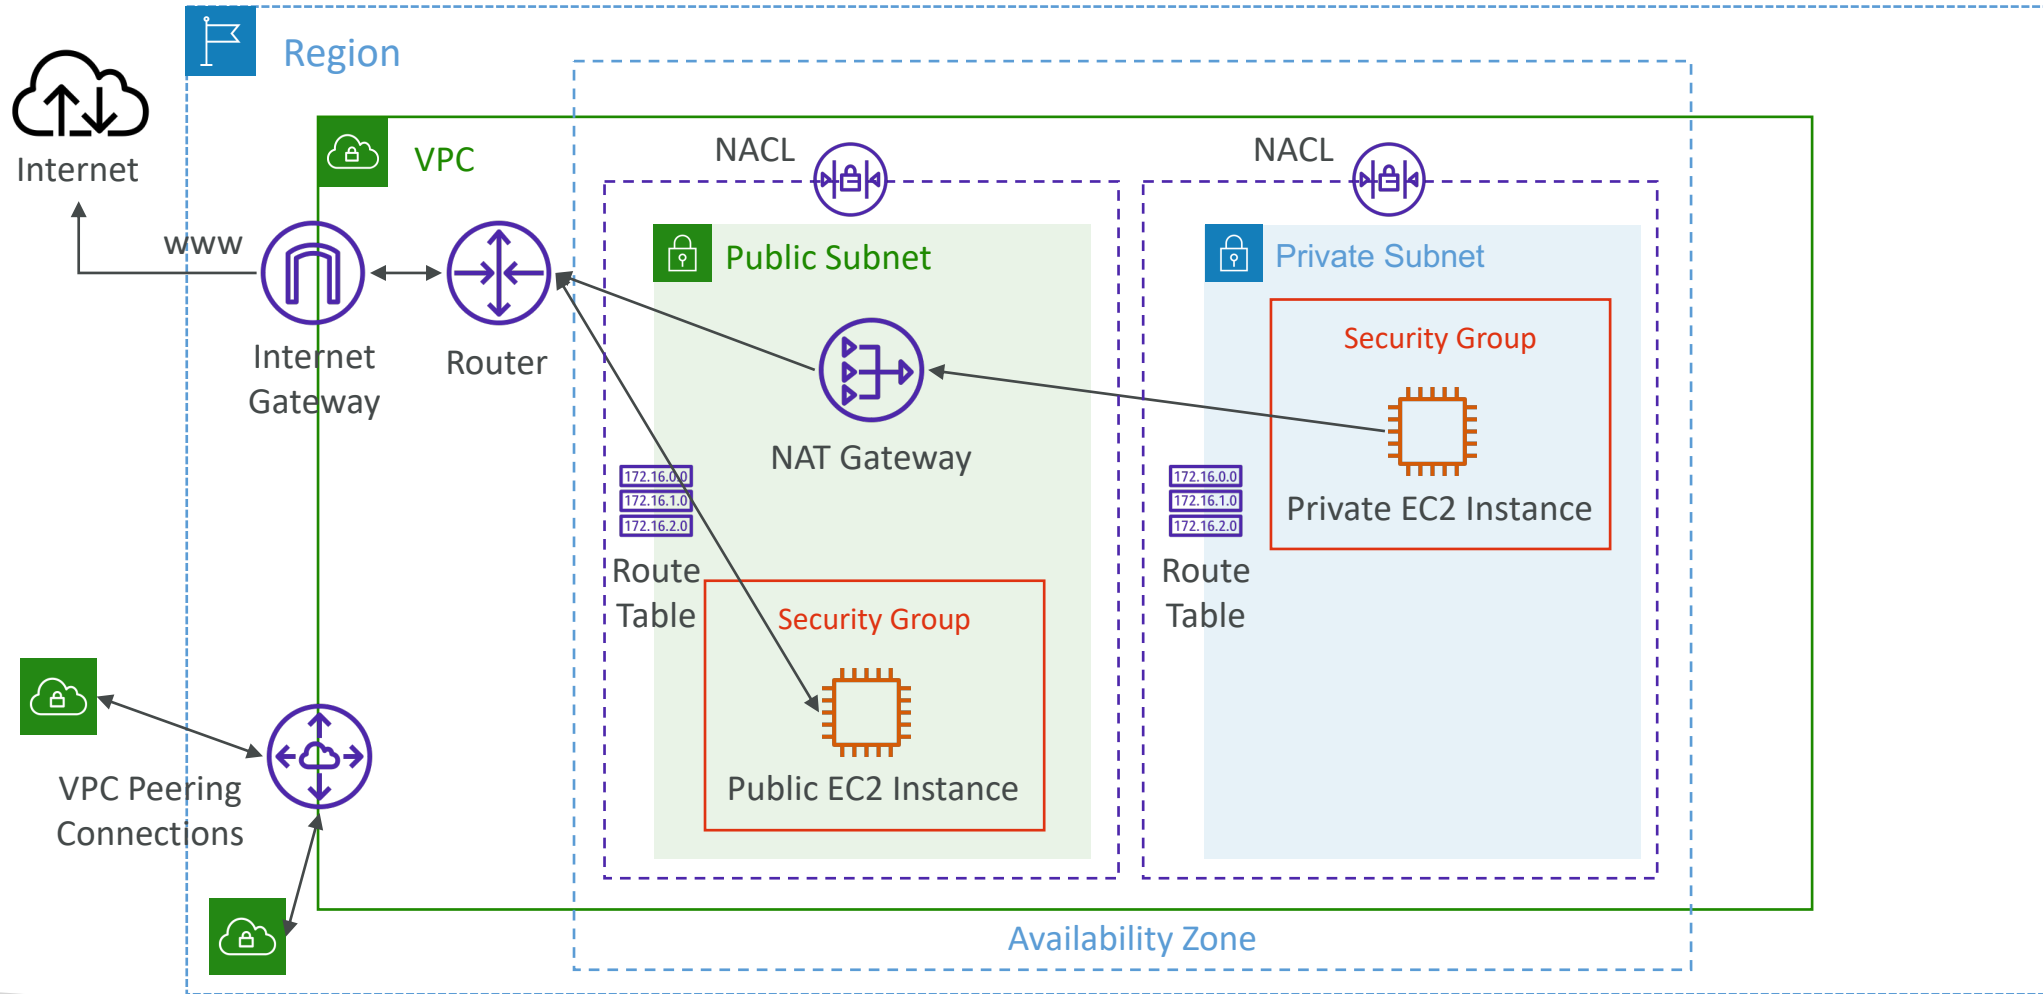 Region
Internet
VPC
NACL
NACL
www
Public Subnet
Private Subnet
Internet
Gateway
Router
Security Group
NAT Gateway
172.16.0.0
172.16.1.0
172.16.2.0
Route
Table
172.16.0.0
172.16.1.0
172.16.2.0
Route
Table
Private EC2 Instance
Security Group
Public EC2 Instance
VPC Peering
Connections
Availability Zone